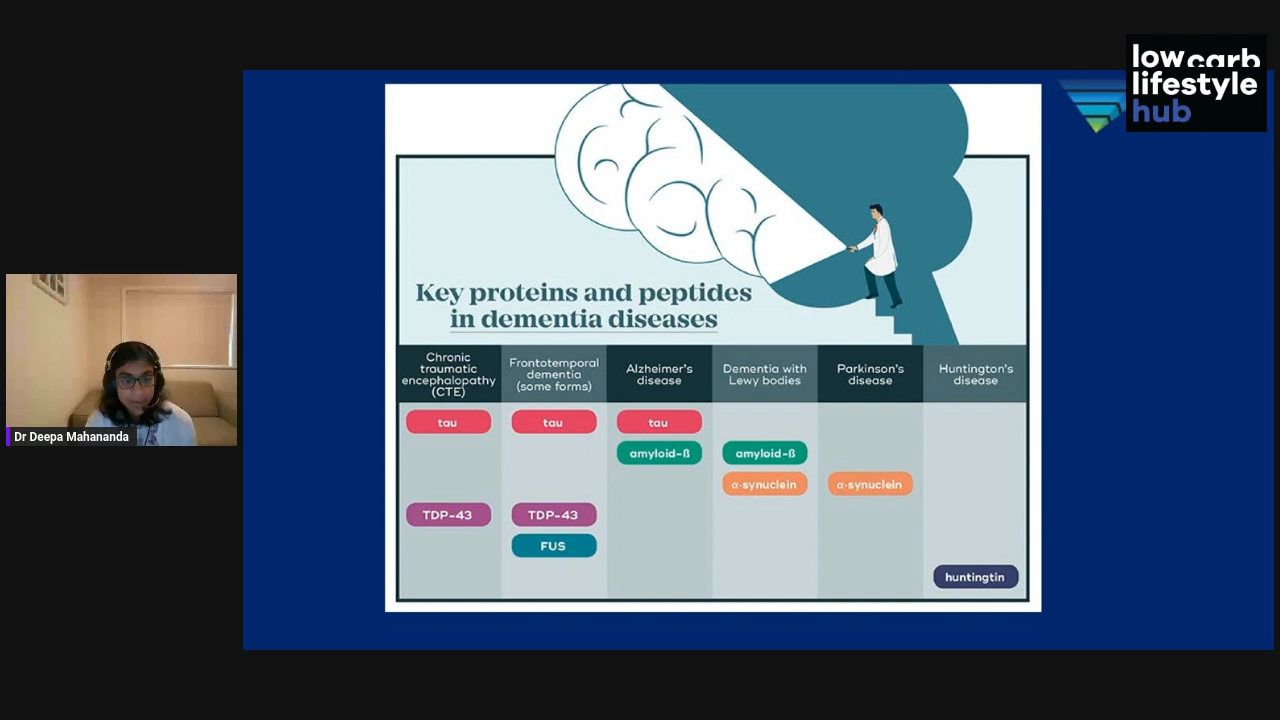 low carb
lifestyle
hub
Key proteins and peptides
in dementia diseases
Chronic
traumatic
encephalopathy
(CTE)
Frontotemporal
dementia
(some forms)
Alzheimer's
disease
Dementia with
Lewy bodies
Parkinson's
disease
Huntington's
disease
tau
tau
tau
amyloid-ß
amyloid-ß
α-synuclein
α-synuclein
TDP-43
TDP-43
FUS
huntingtin
Dr Deepa Mahananda